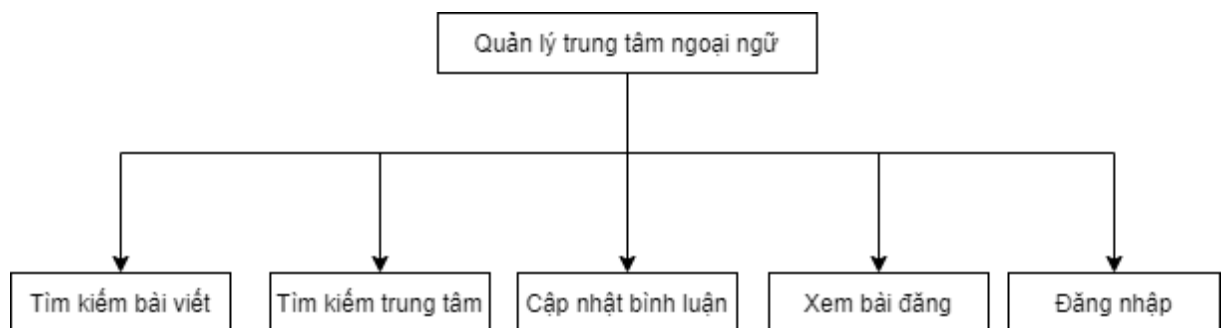 Quản lý trung tâm ngoại ngữ
Tìm kiếm bài viết
Tìm kiếm trung tâm
Cập nhật bình luận
Xem bài đăng
Đăng nhập